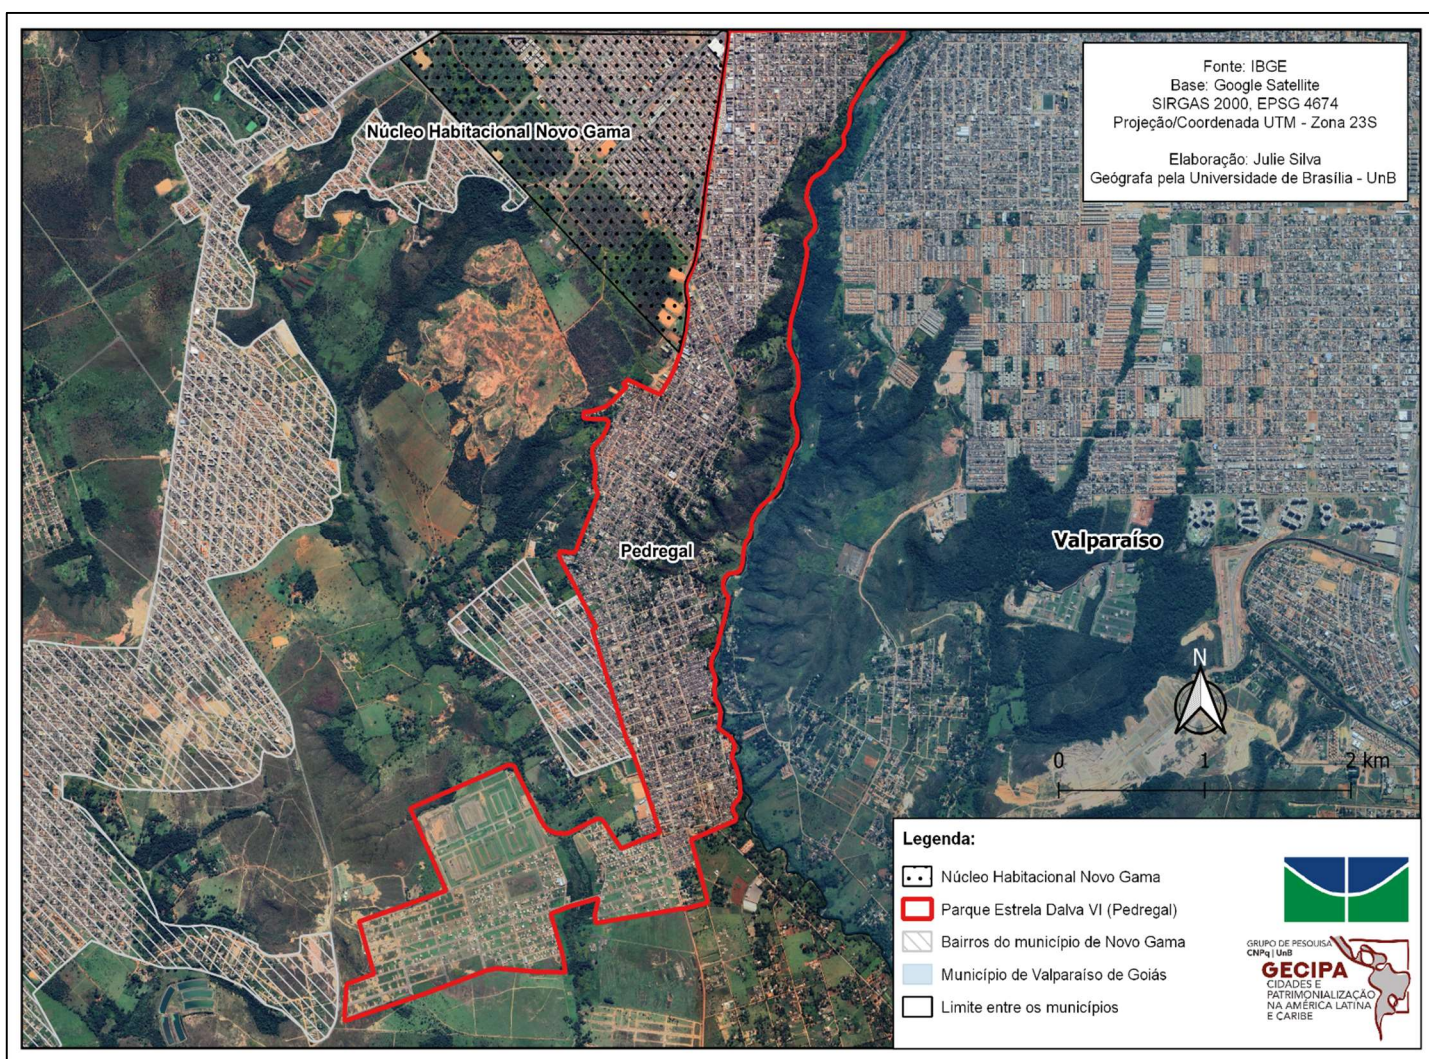 Fonte: IBGE
Base: Google Satellite
SIRGAS 2000, EPSG 4674
Projeção/Coordenada UTM - Zona 23S
Elaboração: Julie Silva
Geógrafa pela Universidade de Brasília - UnB
Núcleo Habitacional Novo Gama
Pedregal
Valparaíso
N
0 1 2 km
Legenda:
Núcleo Habitacional Novo Gama
Parque Estrela Dalva VI (Pedregal)
Bairros do município de Novo Gama
Município de Valparaíso de Goiás
Limite entre os municípios
GRUPO DE PESQUISA
CNPq | UnB
GECIPA
CIDADES E
PATRIMONIALIZAÇÃO
NA AMÉRICA LATINA
E CARIBE